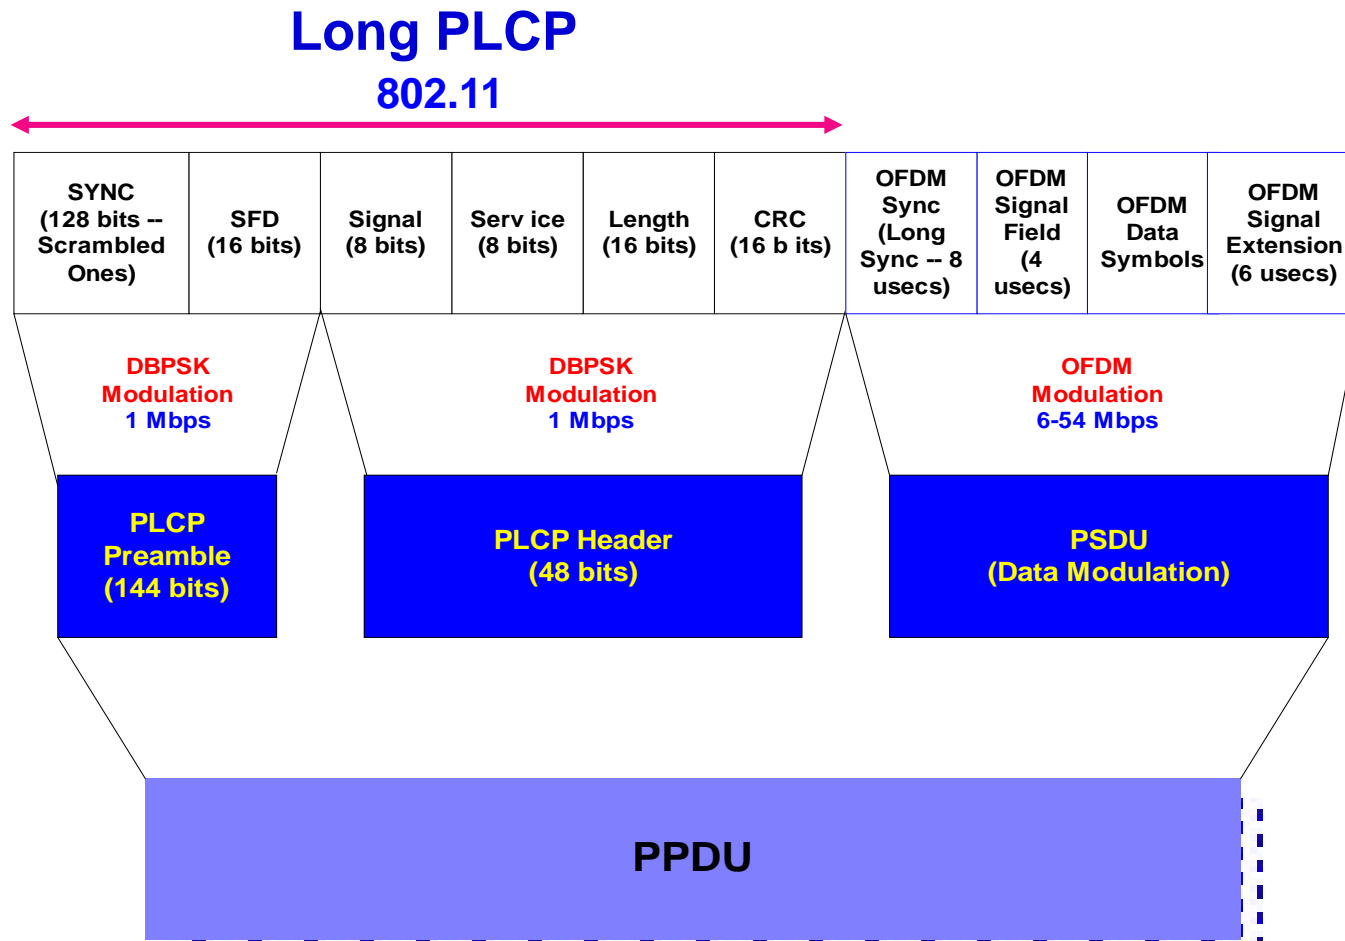 Long PLCP
802.11
SYNC
(128 bits --
Scrambled
Ones)
SFD
(16 bits)
Signal
(8 bits)
Serv ice
(8 bits)
Length
(16 bits)
CRC
(16 b its)
OFDM
Sync
(Long
Sync -- 8
usecs)
OFDM
Signal
Field
(4
usecs)
OFDM
Data
Symbols
OFDM
Signal
Extension
(6 usecs)
DBPSK
Modulation
1 Mbps
DBPSK
Modulation
1 Mbps
OFDM
Modulation
6-54 Mbps
PLCP
Preamble
(144 bits)
PLCP Header
(48 bits)
PSDU
(Data Modulation)
PPDU